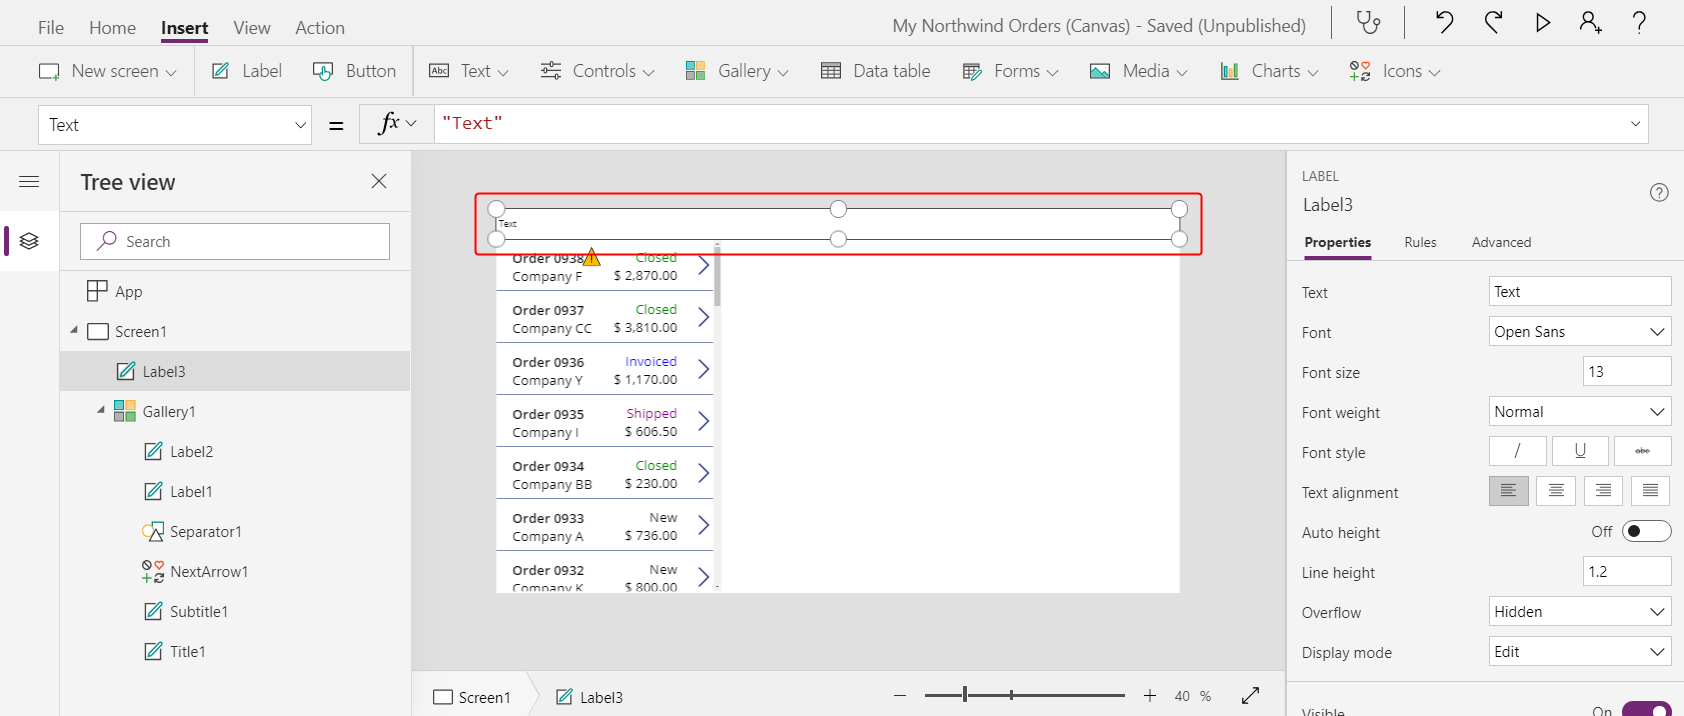 File Home Insert View Action
My Northwind Orders (Canvas) - Saved (Unpublished)
New screen Label Button Abc Text Controls Gallery Data table Forms Media Charts Icons
Text = fx "Text"
Tree view
Search
App
Screen1
Label3
Gallery1
Label2
Label1
Separator1
NextArrow1
Subtitle1
Title1
Text
Order 0938 Closed
Company F $ 2,870.00
Order 0937 Closed
Company CC $ 3,810.00
Order 0936 Invoiced
Company Y $ 1,170.00
Order 0935 Shipped
Company I $ 606.50
Order 0934 Closed
Company BB $ 230.00
Order 0933 New
Company A $ 736.00
Order 0932 New
Company K $ 800.00
Screen1 Label3 40 %
LABEL
Label3
Properties Rules Advanced
Text Text
Font Open Sans
Font size 13
Font weight Normal
Font style / U abc
Text alignment
Auto height Off
Line height 1.2
Overflow Hidden
Display mode Edit
Visible On